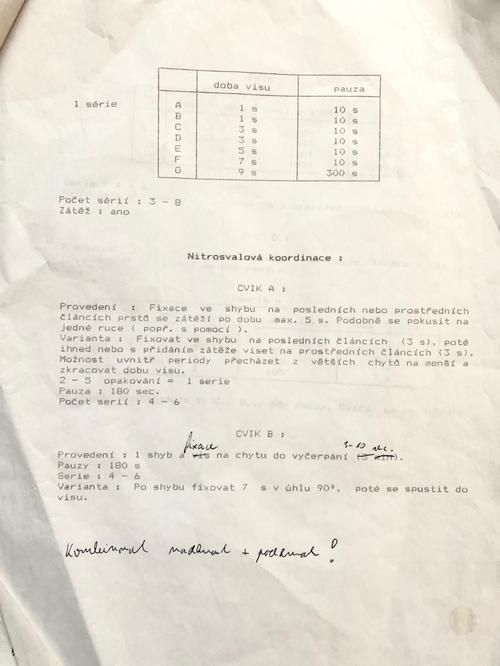 doba visu pauza
1 série A 1 s 10 s
B 1 s 10 s
C 3 s 10 s
D 3 s 10 s
E 5 s 10 s
F 7 s 10 s
G 9 s 300 s
Počet sérií : 3 - 8
Zátěž : ano
Nitrosvalová koordinace :
CVIK A :
Provedení : Fixace ve shybu na posledních nebo prostředních
článcích prstů se zátěží po dobu max. 5 s. Podobně se pokusit na
jedné ruce ( popř. s pomocí ).
Varianta : Fixovat ve shybu na posledních článcích (3 s), poté
ihned nebo s přidáním zátěže viset na prostředních článcích (3 s).
Možnost uvnitř periody přecházet z větších chytů na menší a
zkracovat dobu visu.
2 - 5 opakování = 1 serie
Pauza : 180 sec.
Počet serií : 4 - 6
CVIK B :
fixace 3-10 sec.
Provedení : 1 shyb a vis na chytu do vyčerpání (3 min).
Pauzy : 180 s
Serie : 4 - 6
Varianta : Po shybu fixovat 7 s v úhlu 90°, poté se spustit do
visu.
Kombinovat nadhmat + podhmat !